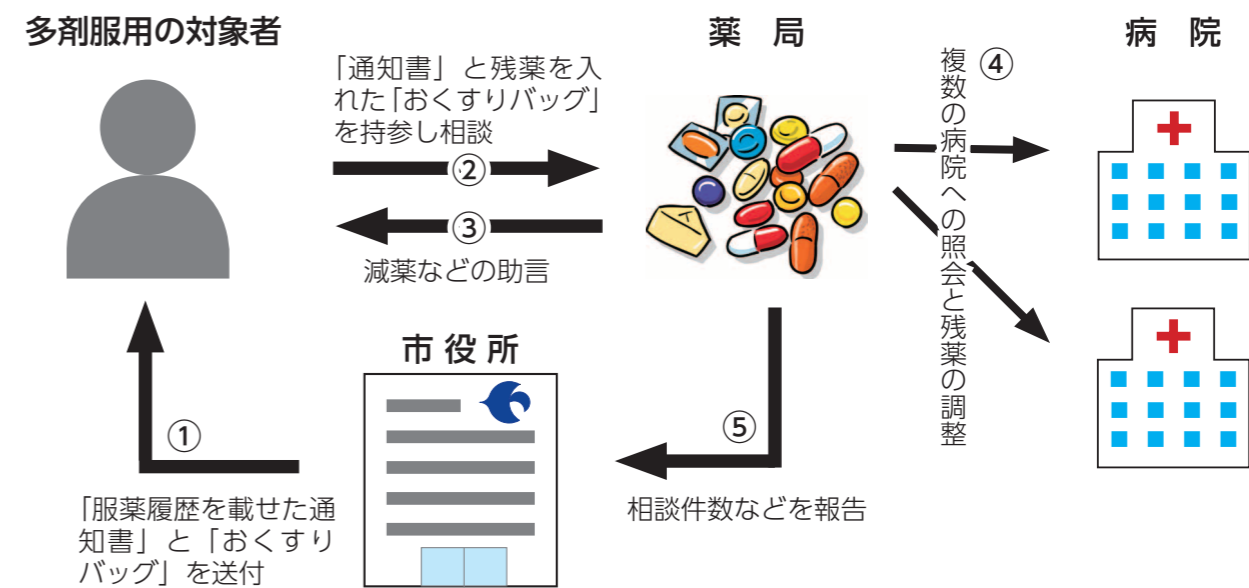 多剤服用の対象者
薬 局
病 院
「通知書」と残薬を入
れた「おくすりバッグ」
を持参し相談
②
③
減薬などの助言
④
複数の病院への照会と残薬の調整
市役所
①
「服薬履歴を載せた通
知書」と「おくすり
バッグ」を送付
⑤
相談件数などを報告